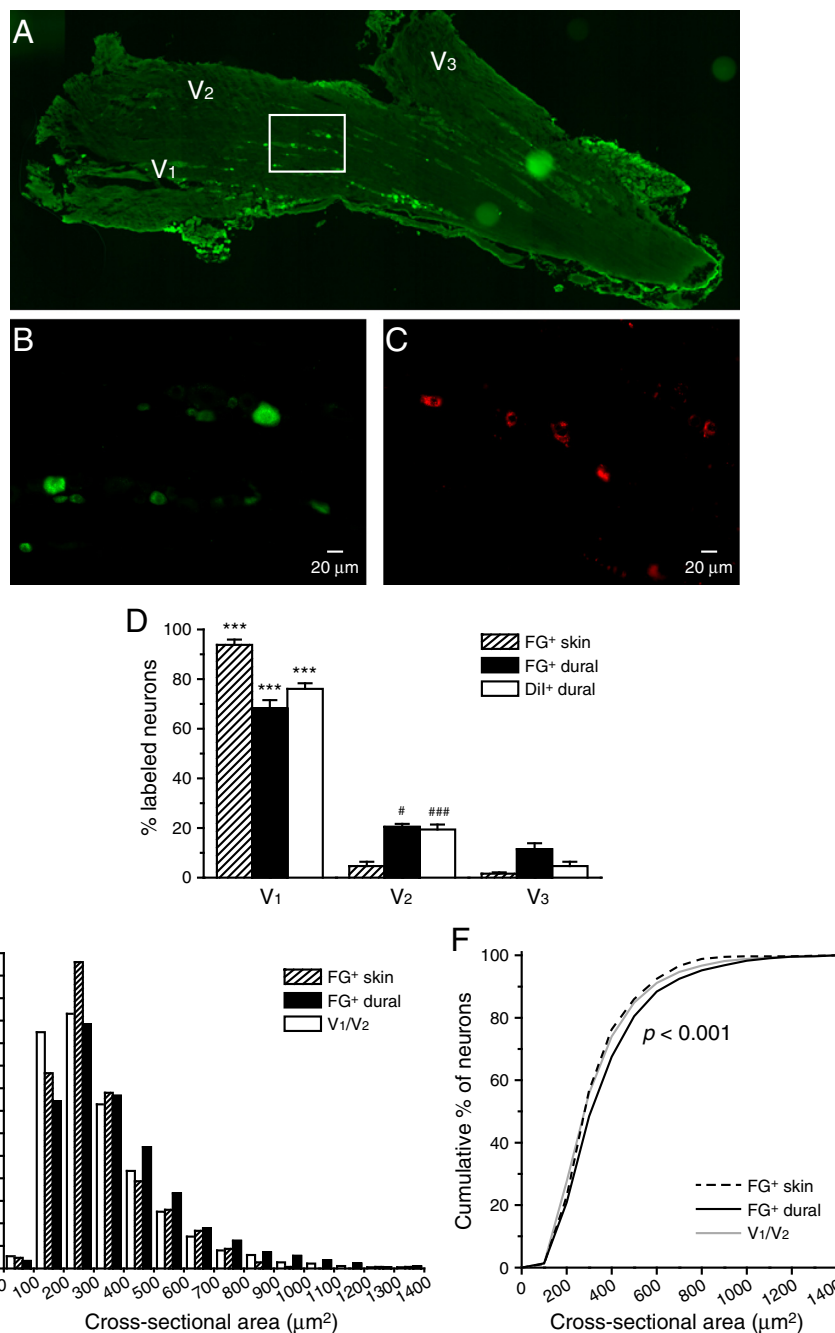 A
V3
V2
V1
B
C
20 μm
20 μm
D
100
80
60
40
20
0
% labeled neurons
***
***
***
#
###
FG+ skin
FG+ dural
DiI+ dural
V1
V2
V3
FG+ skin
FG+ dural
V1/V2
0 100 200 300 400 500 600 700 800 900 1000 1100 1200 1300 1400
Cross-sectional area (μm2)
F
100
80
60
40
20
0
Cumulative % of neurons
p < 0.001
FG+ skin
FG+ dural
V1/V2
0 200 400 600 800 1000 1200
Cross-sectional area (μm2)